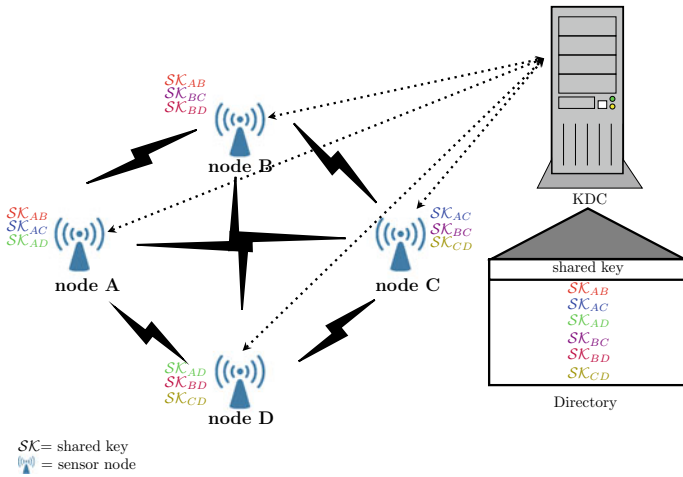 SK_AB
SK_BC
SK_BD
node B
SK_AB
SK_AC
SK_AD
node A
SK_AC
SK_BC
SK_CD
node C
SK_AD
SK_BD
SK_CD
node D
KDC
shared key
SK_AB
SK_AC
SK_AD
SK_BC
SK_BD
SK_CD
Directory
SK= shared key
= sensor node